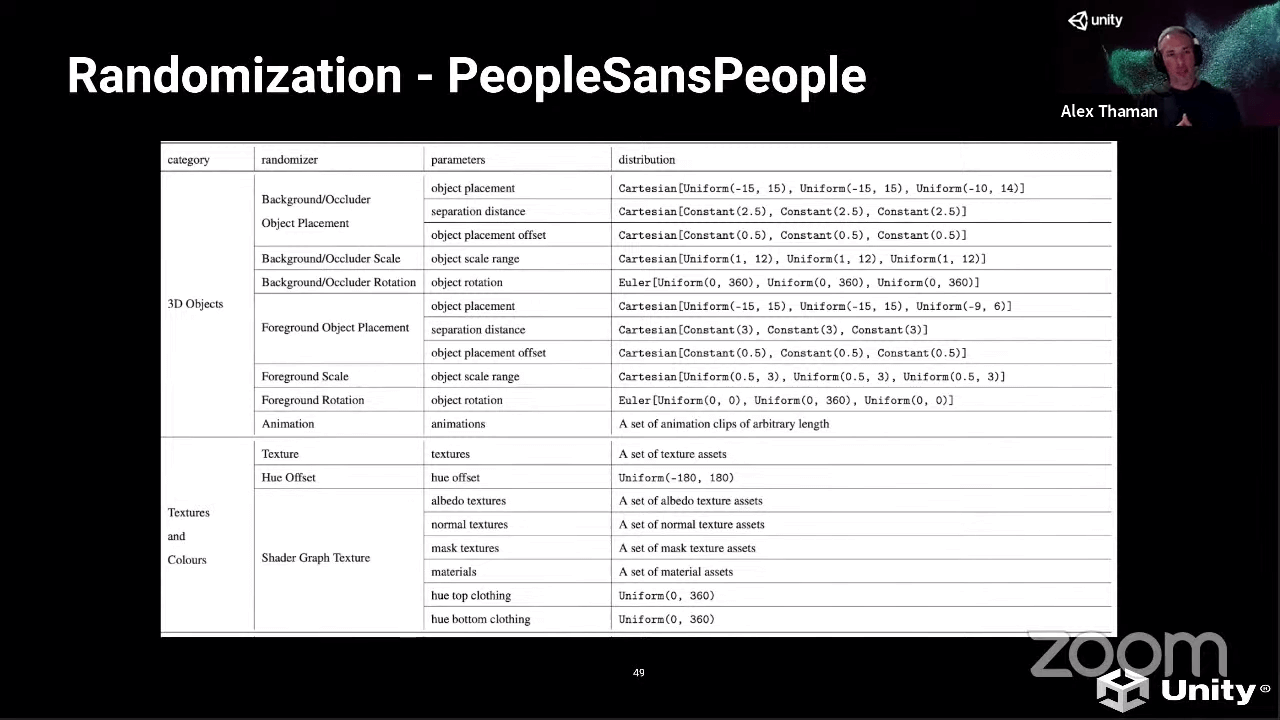 unity
Randomization - PeopleSansPeople
Alex Thaman
category randomizer parameters distribution
3D Objects
Background/Occluder
Object Placement
object placement Cartesian[Uniform(-15, 15), Uniform(-15, 15), Uniform(-10, 14)]
separation distance Cartesian[Constant(2.5), Constant(2.5), Constant(2.5)]
object placement offset Cartesian[Constant(0.5), Constant(0.5), Constant(0.5)]
Background/Occluder Scale object scale range Cartesian[Uniform(1, 12), Uniform(1, 12), Uniform(1, 12)]
Background/Occluder Rotation object rotation Euler[Uniform(0, 360), Uniform(0, 360), Uniform(0, 360)]
Foreground Object Placement
object placement Cartesian[Uniform(-15, 15), Uniform(-15, 15), Uniform(-9, 6)]
separation distance Cartesian[Constant(3), Constant(3), Constant(3)]
object placement offset Cartesian[Constant(0.5), Constant(0.5), Constant(0.5)]
Foreground Scale object scale range Cartesian[Uniform(0.5, 3), Uniform(0.5, 3), Uniform(0.5, 3)]
Foreground Rotation object rotation Euler[Uniform(0, 0), Uniform(0, 360), Uniform(0, 0)]
Animation animations A set of animation clips of arbitrary length
Textures
and
Colours
Texture textures A set of texture assets
Hue Offset hue offset Uniform(-180, 180)
Shader Graph Texture
albedo textures A set of albedo texture assets
normal textures A set of normal texture assets
mask textures A set of mask texture assets
materials A set of material assets
hue top clothing Uniform(0, 360)
hue bottom clothing Uniform(0, 360)
49
zoom
Unity®